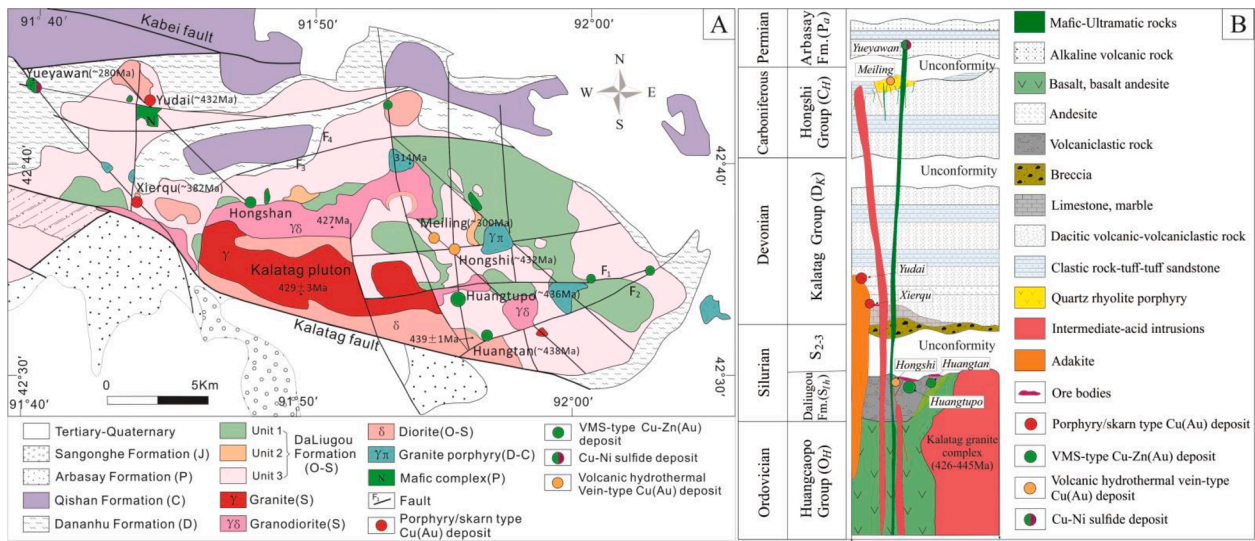 91°40′
91°50′
92°00′
A
Kabei fault
N
W
E
S
Yueyawan(~280Ma)
Yudai(~432Ma)
N
F4
F3
42°40′
42°40′
314Ma
Xierqu(~382Ma)
Hongshan
427Ma
γδ
Meiling(~300Ma)
γπ
γ
Kalatag pluton
Hongshi(~432Ma)
429±3Ma
F1
F2
Huangtupo(~436Ma)
γδ
Kalatag fault
δ
439±1Ma
Huangtan(~438Ma)
42°30′
42°30′
0
5Km
91°40′
91°50′
92°00′
Tertiary-Quaternary
Sangonghe Formation (J)
Arbasay Formation (P)
Qishan Formation (C)
Dananhu Formation (D)
Unit 1
Unit 2
Unit 3
DaLiugou
Formation
(O-S)
γ Granite(S)
γδ Granodiorite(S)
δ Diorite(O-S)
γπ Granite porphyry(D-C)
N Mafic complex(P)
F1 Fault
Porphyry/skarn type
Cu(Au) deposit
VMS-type Cu-Zn(Au)
deposit
Cu-Ni sulfide deposit
Volcanic hydrothermal
Vein-type Cu(Au) deposit
B
Permian
Arbasay
Fm.(Pa)
Carboniferous
Hongshi
Group (CH)
Devonian
Kalatag Group (DK)
Silurian
S2-3
Daliugou
Fm.(S1lh)
Ordovician
Huangcaopo
Group (OH)
Yueyawan
Unconformity
Meiling
Unconformity
Yudai
Xierqu
Unconformity
Hongshi
Huangtan
Huangtupo
Kalatag granite
complex
(426-445Ma)
Mafic-Ultramatic rocks
Alkaline volcanic rock
Basalt, basalt andesite
Andesite
Volcaniclastic rock
Breccia
Limestone, marble
Dacitic volcanic-volcaniclastic rock
Clastic rock-tuff-tuff sandstone
Quartz rhyolite porphyry
Intermediate-acid intrusions
Adakite
Ore bodies
Porphyry/skarn type Cu(Au) deposit
VMS-type Cu-Zn(Au) deposit
Volcanic hydrothermal vein-type
Cu(Au) deposit
Cu-Ni sulfide deposit